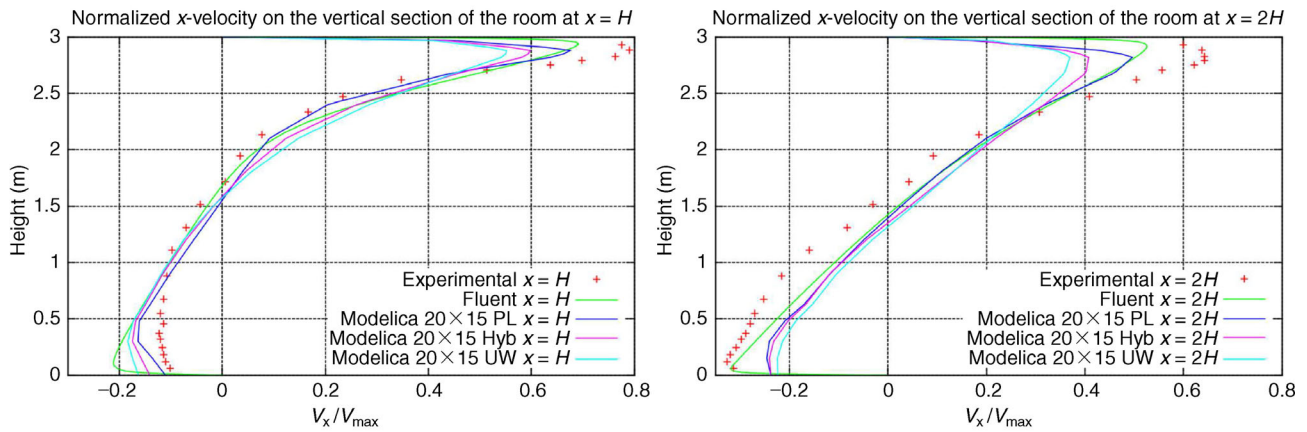 Normalized x-velocity on the vertical section of the room at x = H
3
2.5
2
1.5
1
0.5
0
Height (m)
Experimental x = H
Fluent x = H
Modelica 20×15 PL x = H
Modelica 20×15 Hyb x = H
Modelica 20×15 UW x = H
−0.2
0
0.2
0.4
0.6
0.8
Vx/Vmax
Normalized x-velocity on the vertical section of the room at x = 2H
3
2.5
2
1.5
1
0.5
0
Height (m)
Experimental x = 2H
Fluent x = 2H
Modelica 20×15 PL x = 2H
Modelica 20×15 Hyb x = 2H
Modelica 20×15 UW x = 2H
−0.2
0
0.2
0.4
0.6
0.8
Vx/Vmax